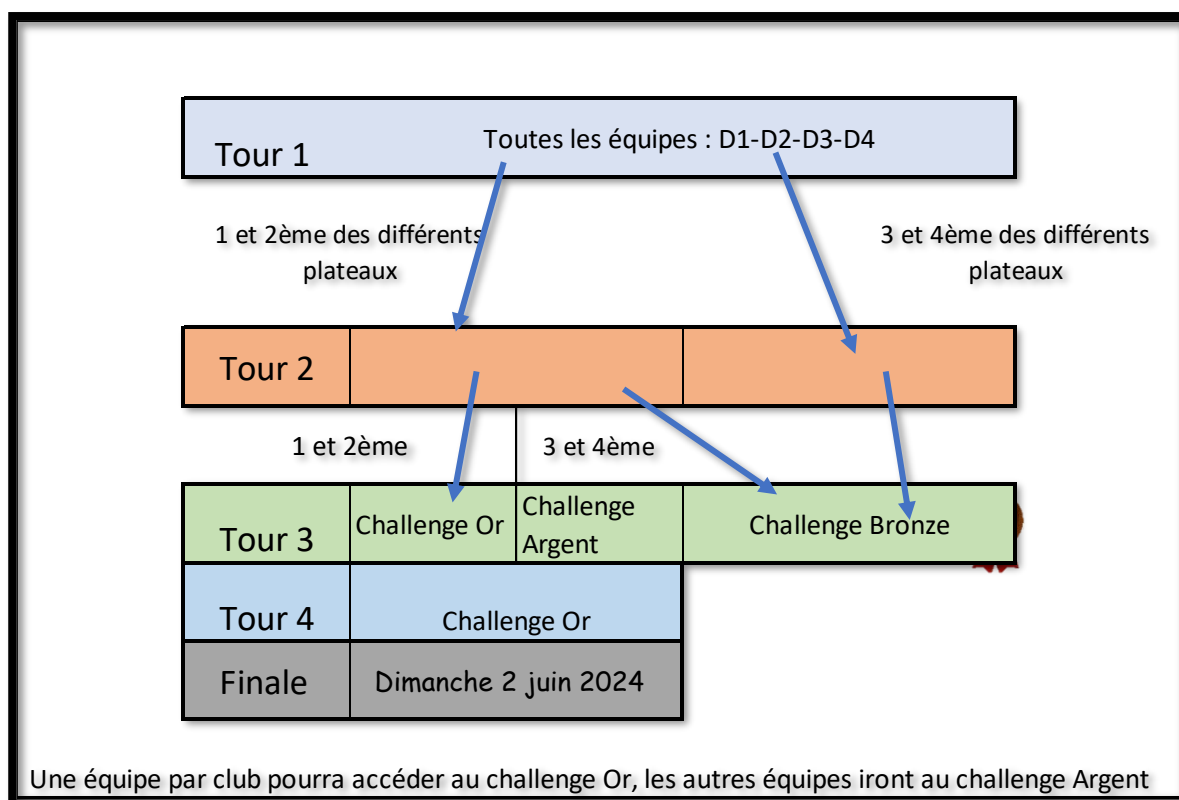 Toutes les équipes : D1-D2-D3-D4
Tour 1
1 et 2ème des différents
plateaux
3 et 4ème des différents
plateaux
Tour 2
1 et 2ème
3 et 4ème
Tour 3
Challenge Or
Challenge
Argent
Challenge Bronze
Tour 4
Challenge Or
Finale
Dimanche 2 juin 2024
Une équipe par club pourra accéder au challenge Or, les autres équipes iront au challenge Argent